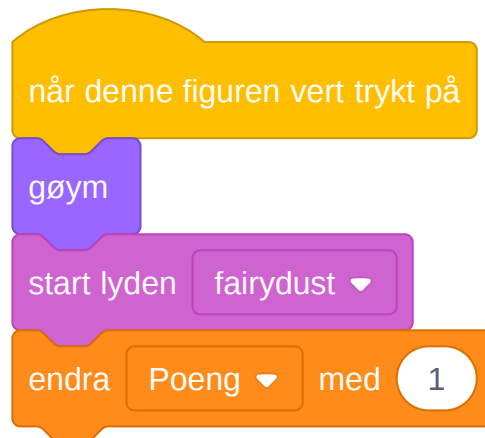 når denne figuren vert trykt på
gøym
start lyden fairydust
endra Poeng med 1